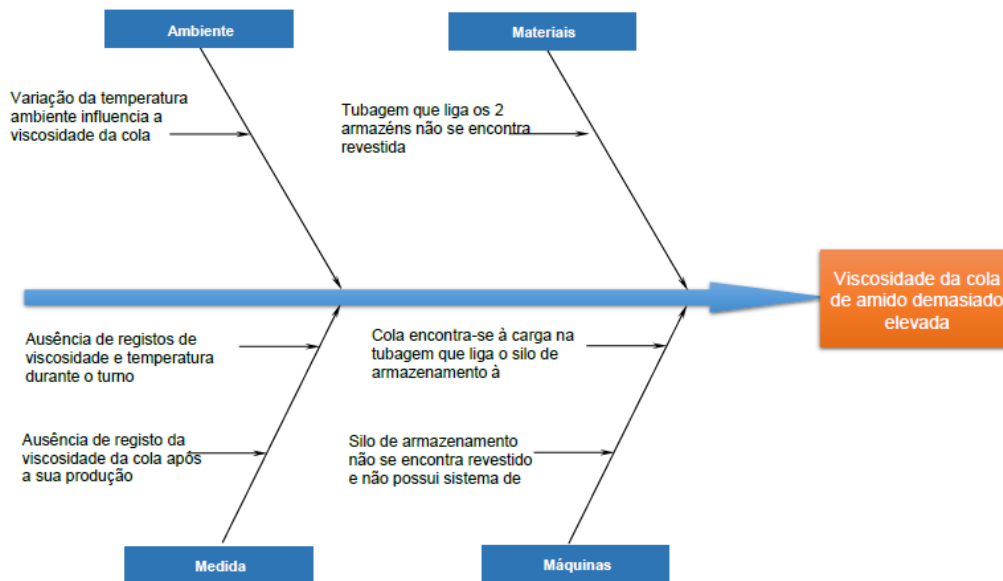 Ambiente
Materiais
Variação da temperatura
ambiente influencia a
viscosidade da cola
Tubagem que liga os 2
armazéns não se encontra
revestida
Viscosidade da cola
de amido demasiado
elevada
Ausência de registos de
viscosidade e temperatura
durante o turno
Cola encontra-se à carga na
tubagem que liga o silo de
armazenamento à
Ausência de registo da
viscosidade da cola após
a sua produção
Silo de armazenamento
não se encontra revestido
e não possui sistema de
Medida
Máquinas